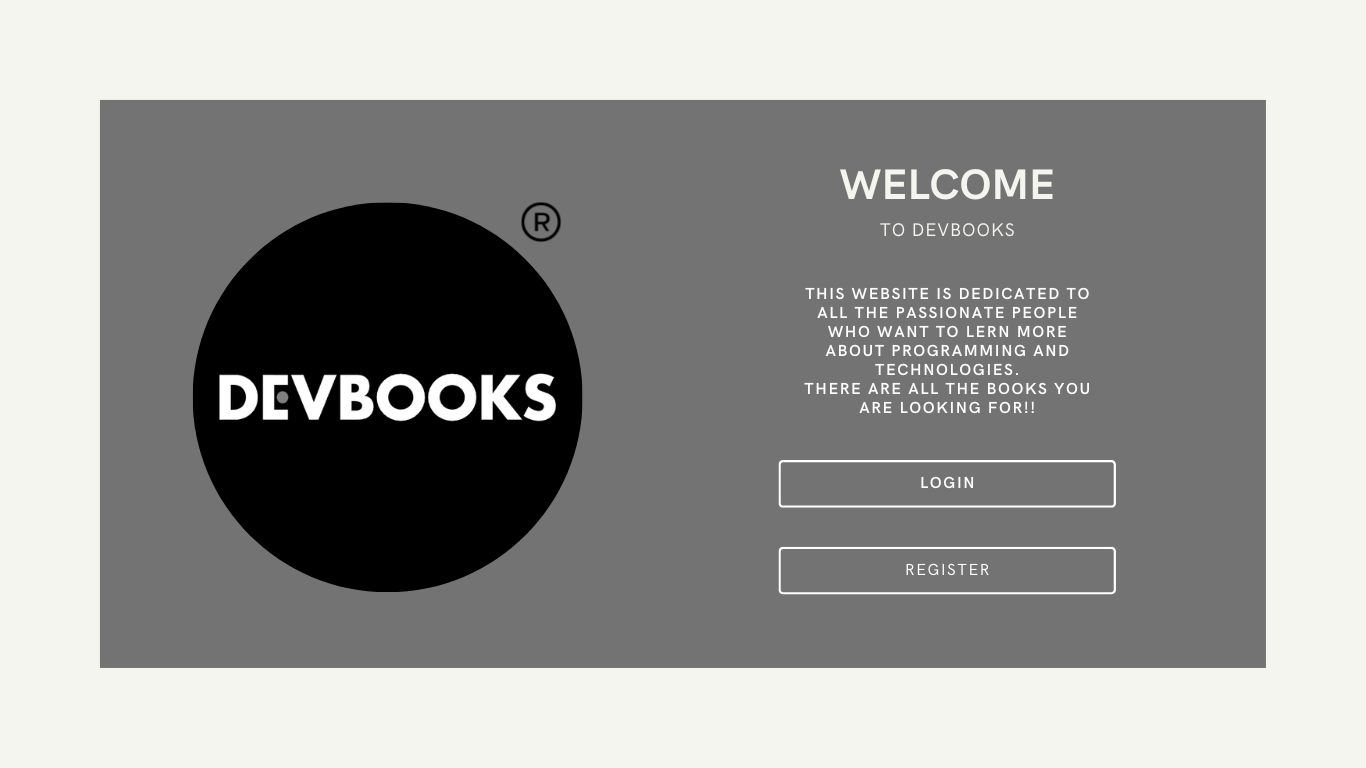 ®
DEVBOOKS
WELCOME
TO DEVBOOKS
THIS WEBSITE IS DEDICATED TO
ALL THE PASSIONATE PEOPLE
WHO WANT TO LERN MORE
ABOUT PROGRAMMING AND
TECHNOLOGIES.
THERE ARE ALL THE BOOKS YOU
ARE LOOKING FOR!!
LOGIN
REGISTER